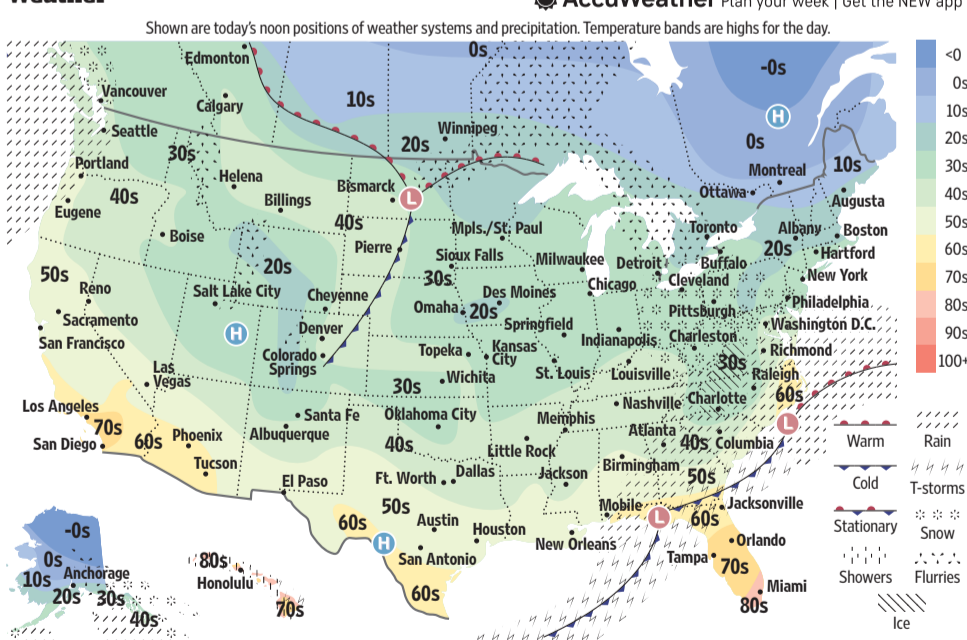 Weather
AccuWeather Plan your week | Get the NEW app
Shown are today's noon positions of weather systems and precipitation. Temperature bands are highs for the day.
Edmonton
0s
-0s
<0
0s
Vancouver
Calgary
10s
H
10s
Seattle
Winnipeg
20s
0s
20s
30s
Portland
30s
Helena
Montreal
10s
40s
40s
Bismarck
L
Ottawa
50s
Eugene
Billings
40s
Augusta
60s
Boise
Pierre
Mpls./St. Paul
Toronto
Albany
Boston
70s
20s
Sioux Falls
Milwaukee
Detroit
Buffalo
20s
Hartford
80s
50s
Reno
Salt Lake City
Cheyenne
30s
Des Moines
Chicago
Cleveland
New York
90s
Omaha
20s
Pittsburgh
Philadelphia
100+
Sacramento
San Francisco
H
Denver
Springfield
Indianapolis
Charleston
Washington D.C.
Colorado
Springs
Topeka
Kansas
City
St. Louis
Louisville
30s
Richmond
Las
Vegas
Wichita
Raleigh
30s
60s
Los Angeles
70s
Santa Fe
Oklahoma City
Memphis
Nashville
Charlotte
L
San Diego
60s
Phoenix
Albuquerque
40s
Little Rock
Atlanta
40s
Columbia
Warm
Rain
Tucson
El Paso
Ft. Worth
Dallas
Jackson
Birmingham
50s
Cold
T-storms
50s
Mobile
Jacksonville
60s
Austin
Houston
New Orleans
L
60s
Stationary
Snow
H
San Antonio
Orlando
-0s
0s
Tampa
70s
Showers
Flurries
10s
Anchorage
80s
Honolulu
Miami
20s
30s
70s
60s
80s
Ice
40s